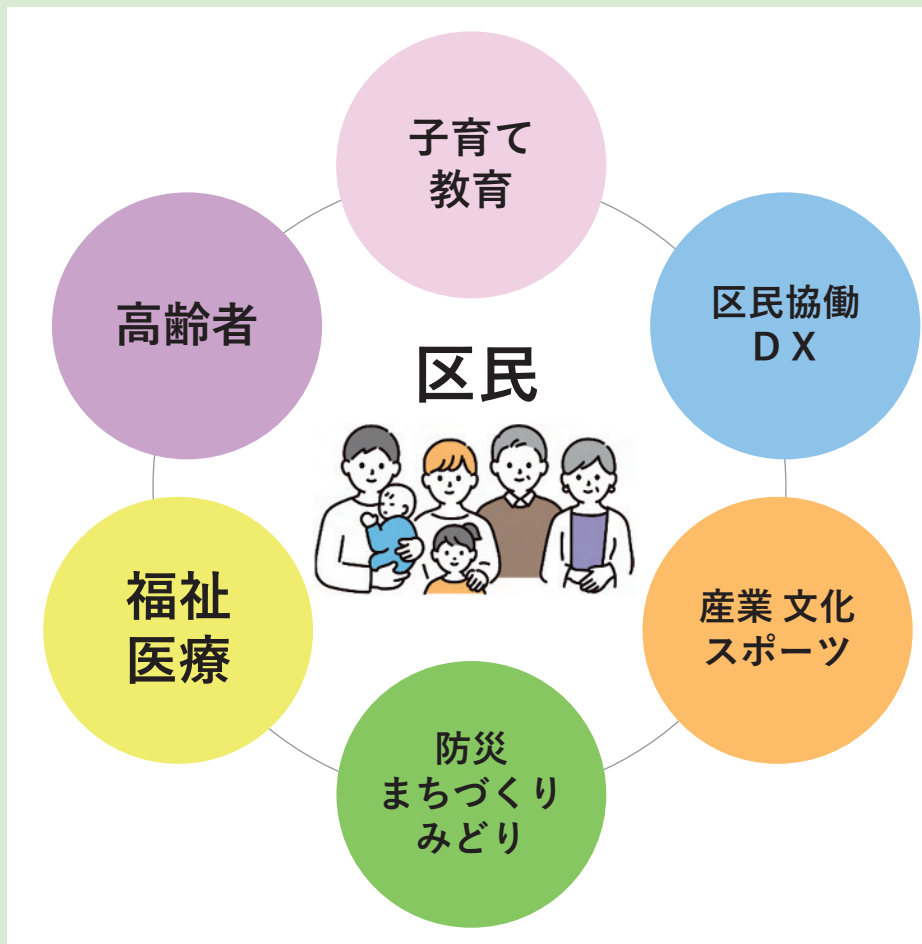 子育て
教育
区民協働
ＤＸ
高齢者
区民
福祉
医療
産業 文化
スポーツ
防災
まちづくり
みどり